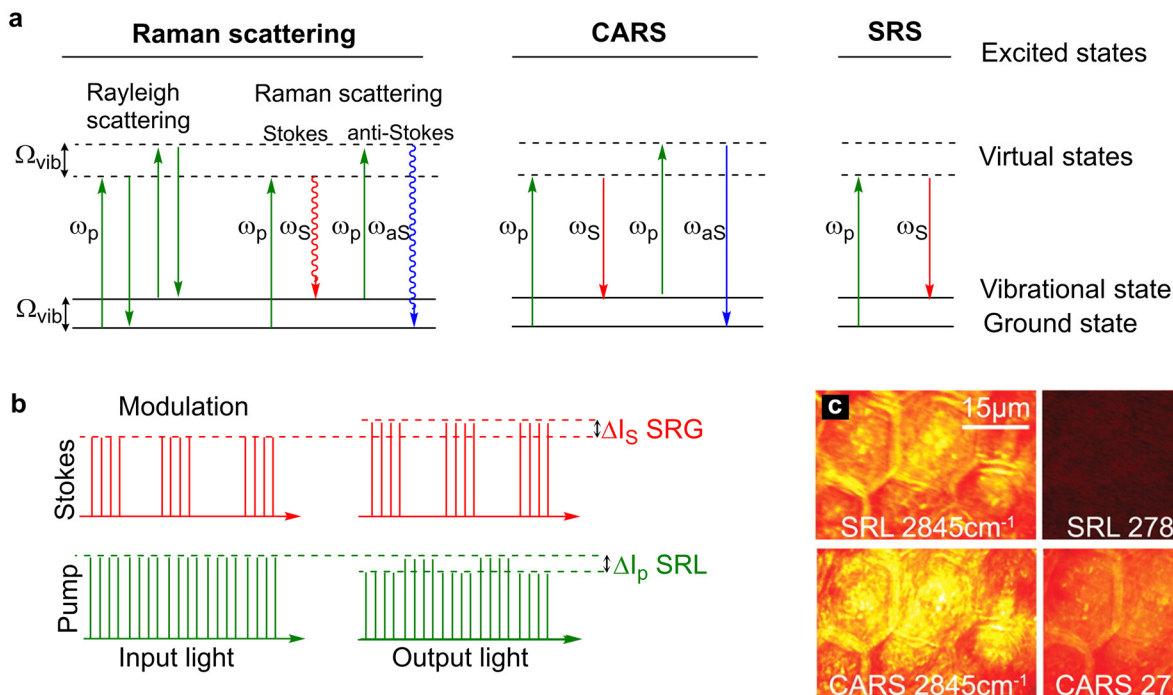 a
Raman scattering
CARS
SRS
Excited states
Rayleigh
scattering
Raman scattering
Stokes
anti-Stokes
Ωvib
Virtual states
ωp
ωS
ωp
ωaS
ωp
ωS
ωp
ωaS
ωp
ωS
Ωvib
Vibrational state
Ground state
b
Modulation
Stokes
ΔIS SRG
Pump
ΔIp SRL
Input light
Output light
c
15μm
SRL 2845cm-1
SRL 278
CARS 2845cm-1
CARS 27